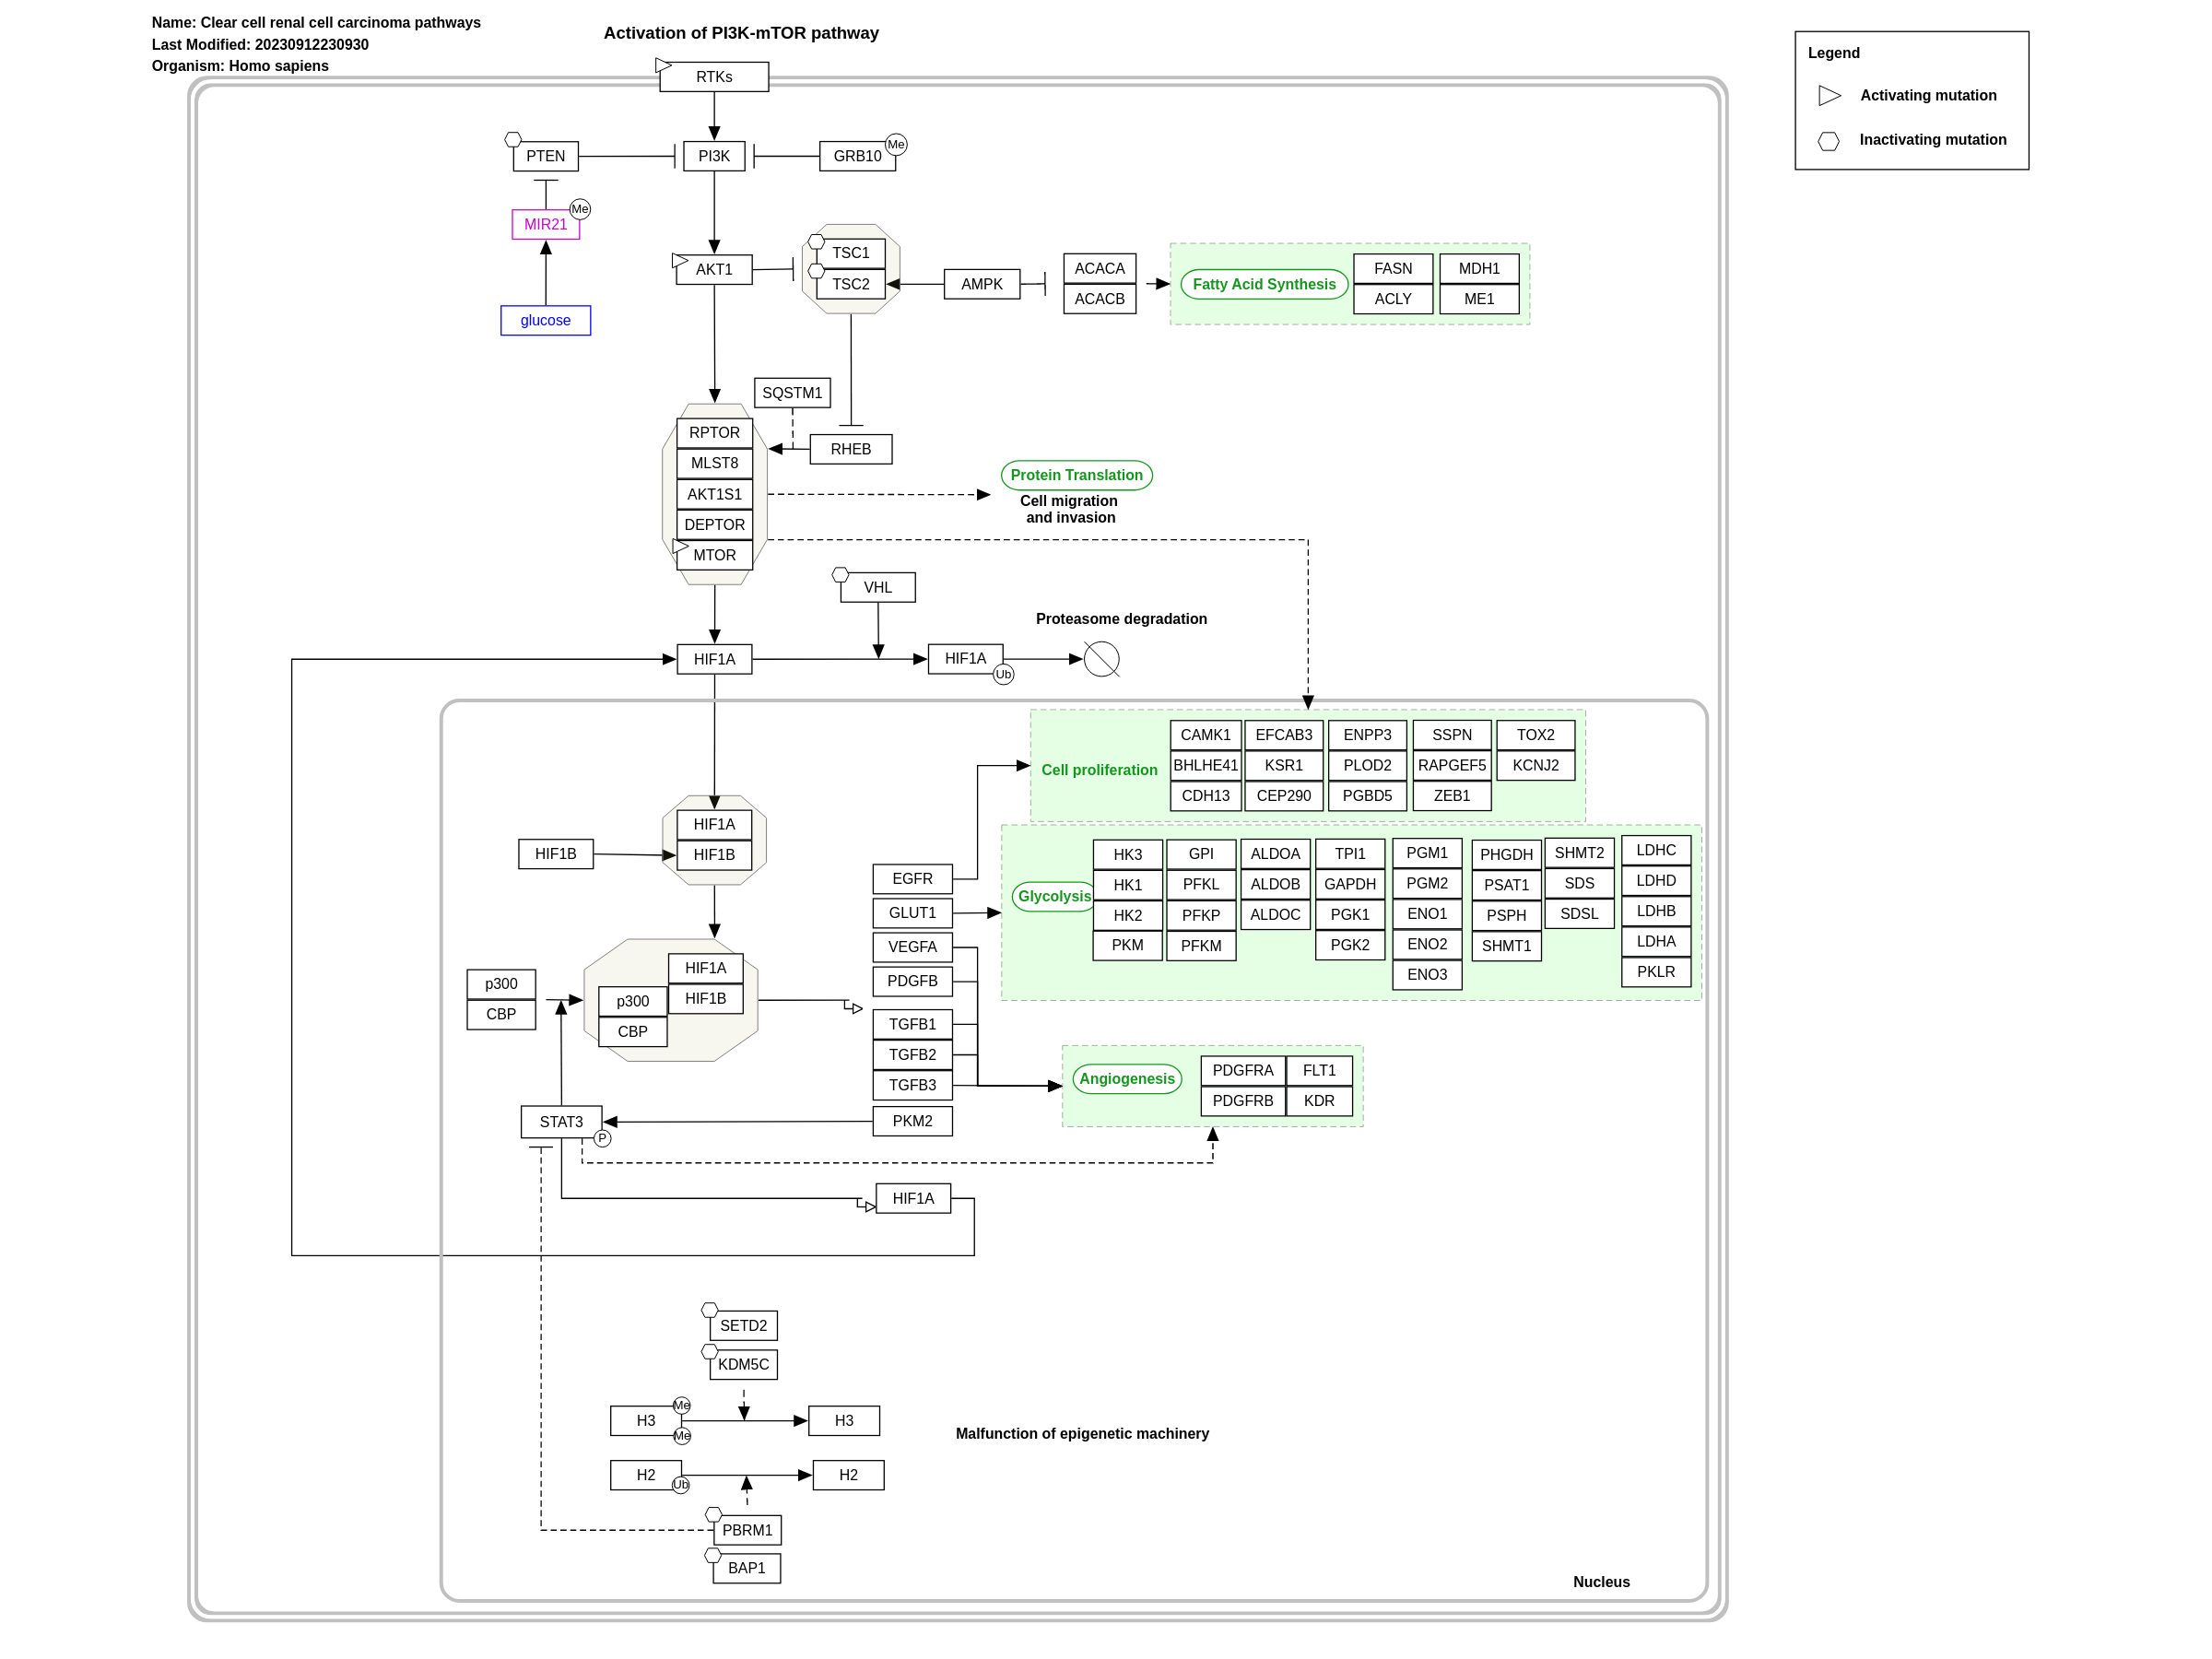 Name: Clear cell renal cell carcinoma pathways
Last Modified: 20230912230930
Organism: Homo sapiens
Activation of PI3K-mTOR pathway
Legend
Activating mutation
Inactivating mutation
RTKs
PTEN
PI3K
GRB10
Me
MIR21
Me
glucose
AKT1
TSC1
TSC2
AMPK
ACACA
ACACB
Fatty Acid Synthesis
FASN
MDH1
ACLY
ME1
SQSTM1
RHEB
RPTOR
MLST8
AKT1S1
DEPTOR
MTOR
Protein Translation
Cell migration
and invasion
VHL
Proteasome degradation
HIF1A
HIF1A
Ub
Cell proliferation
CAMK1
EFCAB3
ENPP3
SSPN
TOX2
BHLHE41
KSR1
PLOD2
RAPGEF5
KCNJ2
CDH13
CEP290
PGBD5
ZEB1
HIF1A
HIF1B
HIF1B
Glycolysis
HK3
HK1
HK2
PKM
GPI
PFKL
PFKP
PFKM
ALDOA
ALDOB
ALDOC
TPI1
GAPDH
PGK1
PGK2
PGM1
PGM2
ENO1
ENO2
ENO3
PHGDH
PSAT1
PSPH
SHMT1
SHMT2
SDS
SDSL
LDHC
LDHD
LDHB
LDHA
PKLR
EGFR
GLUT1
VEGFA
PDGFB
TGFB1
TGFB2
TGFB3
PKM2
p300
CBP
HIF1A
HIF1B
p300
CBP
Angiogenesis
PDGFRA
FLT1
PDGFRB
KDR
STAT3
P
HIF1A
SETD2
KDM5C
H3
Me
Me
H3
Malfunction of epigenetic machinery
H2
Ub
H2
PBRM1
BAP1
Nucleus